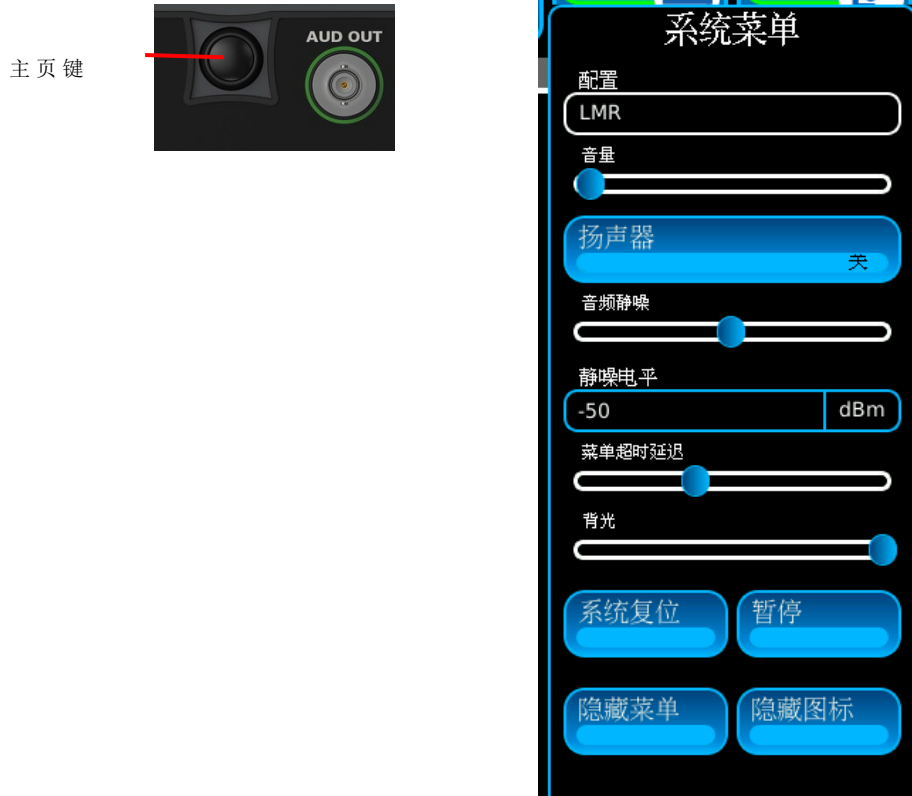 主页键
AUD OUT
系统菜单
配置
LMR
音量
扬声器
关
音频静噪
静噪电平
-50
dBm
菜单超时延迟
背光
系统复位
暂停
隐藏菜单
隐藏图标